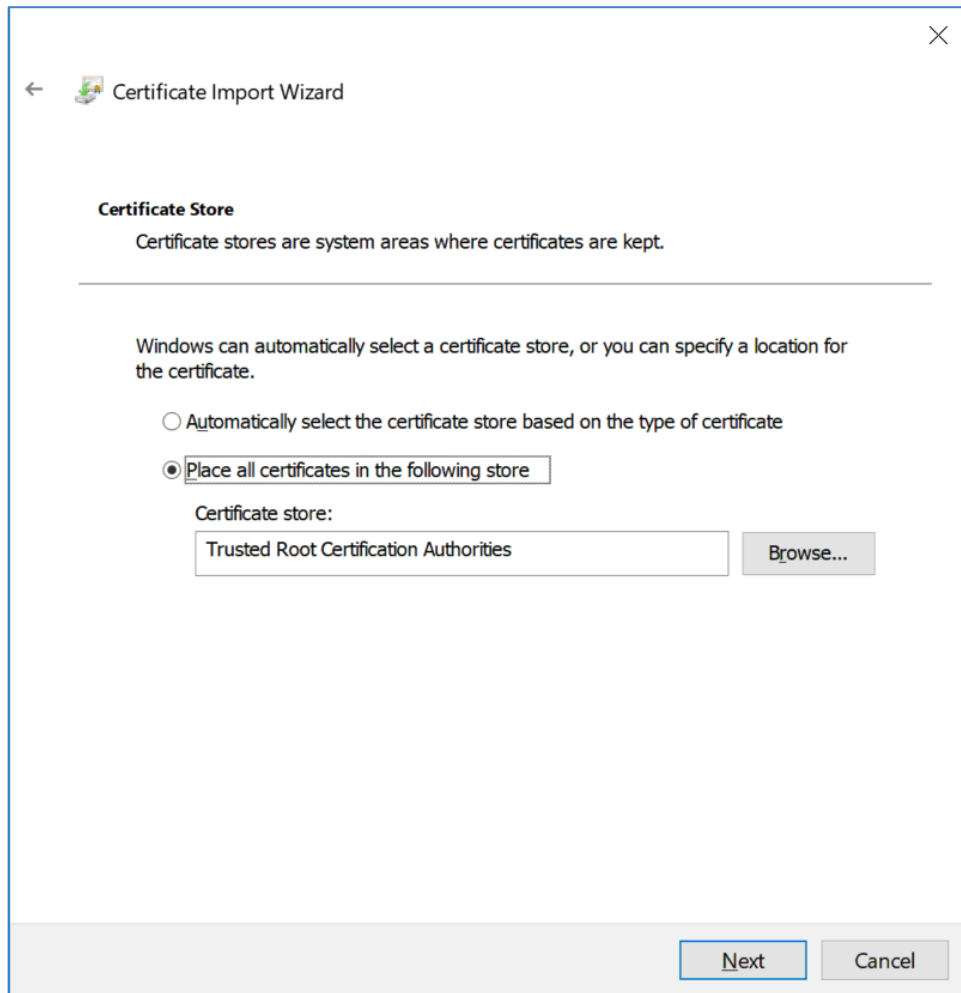 Certificate Import Wizard
Certificate Store
Certificate stores are system areas where certificates are kept.
Windows can automatically select a certificate store, or you can specify a location for
the certificate.
Automatically select the certificate store based on the type of certificate
Place all certificates in the following store
Certificate store:
Trusted Root Certification Authorities
Browse...
Next
Cancel